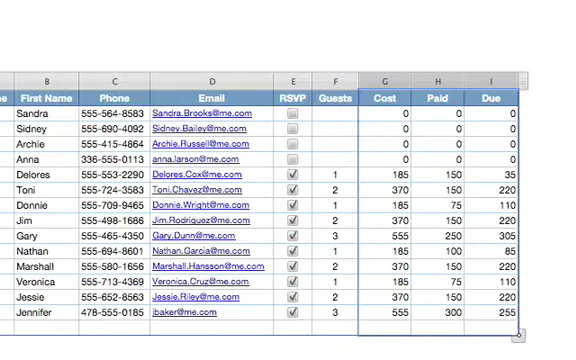 B C D E F G H I
First Name Phone Email RSVP Guests Cost Paid Due
Sandra 555-564-8583 Sandra.Brooks@me.com 0 0 0
Sidney 555-690-4092 Sidney.Bailey@me.com 0 0 0
Archie 555-415-4864 Archie.Russell@me.com 0 0 0
Anna 336-555-0113 anna.larson@me.com 0 0 0
Delores 555-553-2290 Delores.Cox@me.com 1 185 150 35
Toni 555-724-3583 Toni.Chavez@me.com 2 370 150 220
Donnie 555-709-9465 Donnie.Wright@me.com 1 185 75 110
Jim 555-498-1686 Jim.Rodriguez@me.com 2 370 150 220
Gary 555-465-4350 Gary.Dunn@me.com 3 555 250 305
Nathan 555-694-8601 Nathan.Garcia@me.com 1 185 100 85
Marshall 555-580-1656 Marshall.Hansson@me.com 2 370 150 220
Veronica 555-713-4369 Veronica.Cruz@me.com 1 185 75 110
Jessie 555-652-8563 Jessie.Riley@me.com 2 370 150 220
Jennifer 478-555-0185 jbaker@me.com 3 555 300 255